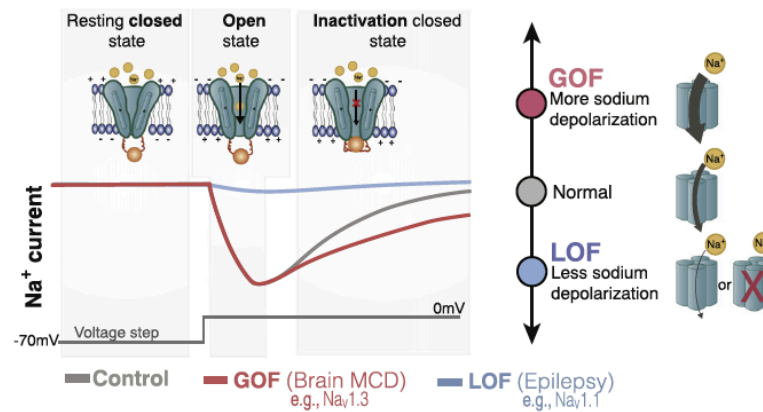 Resting closed state
Open state
Inactivation closed state
Na⁺
+ +
+ +
- -
- -
- -
- -
+ +
+ +
- -
- -
+ +
+ +
GOF
More sodium depolarization
Na⁺
Normal
Na⁺
LOF
Less sodium depolarization
Na⁺
or
X
Na⁺ current
0mV
-70mV
Voltage step
Control
GOF (Brain MCD)
e.g., Naᵥ1.3
LOF (Epilepsy)
e.g., Naᵥ1.1